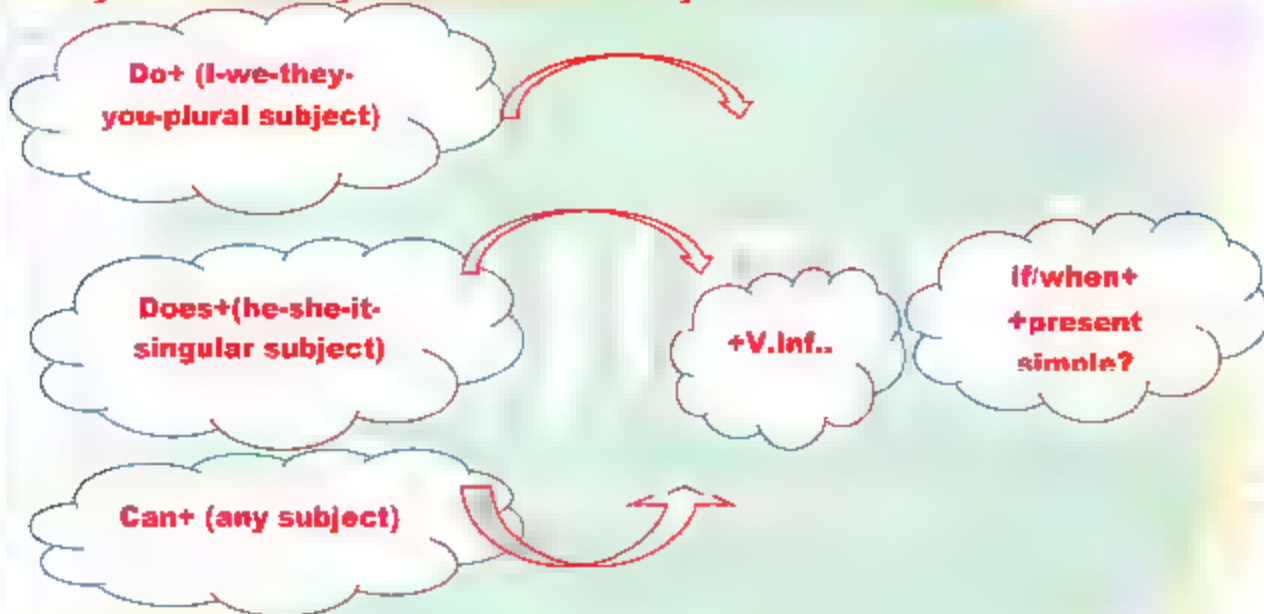 Do+ (I-we-they-
you-plural subject)
Does+(he-she-it-
singular subject)
+V.inf..
if/when+
+present
simple?
Can+ (any subject)